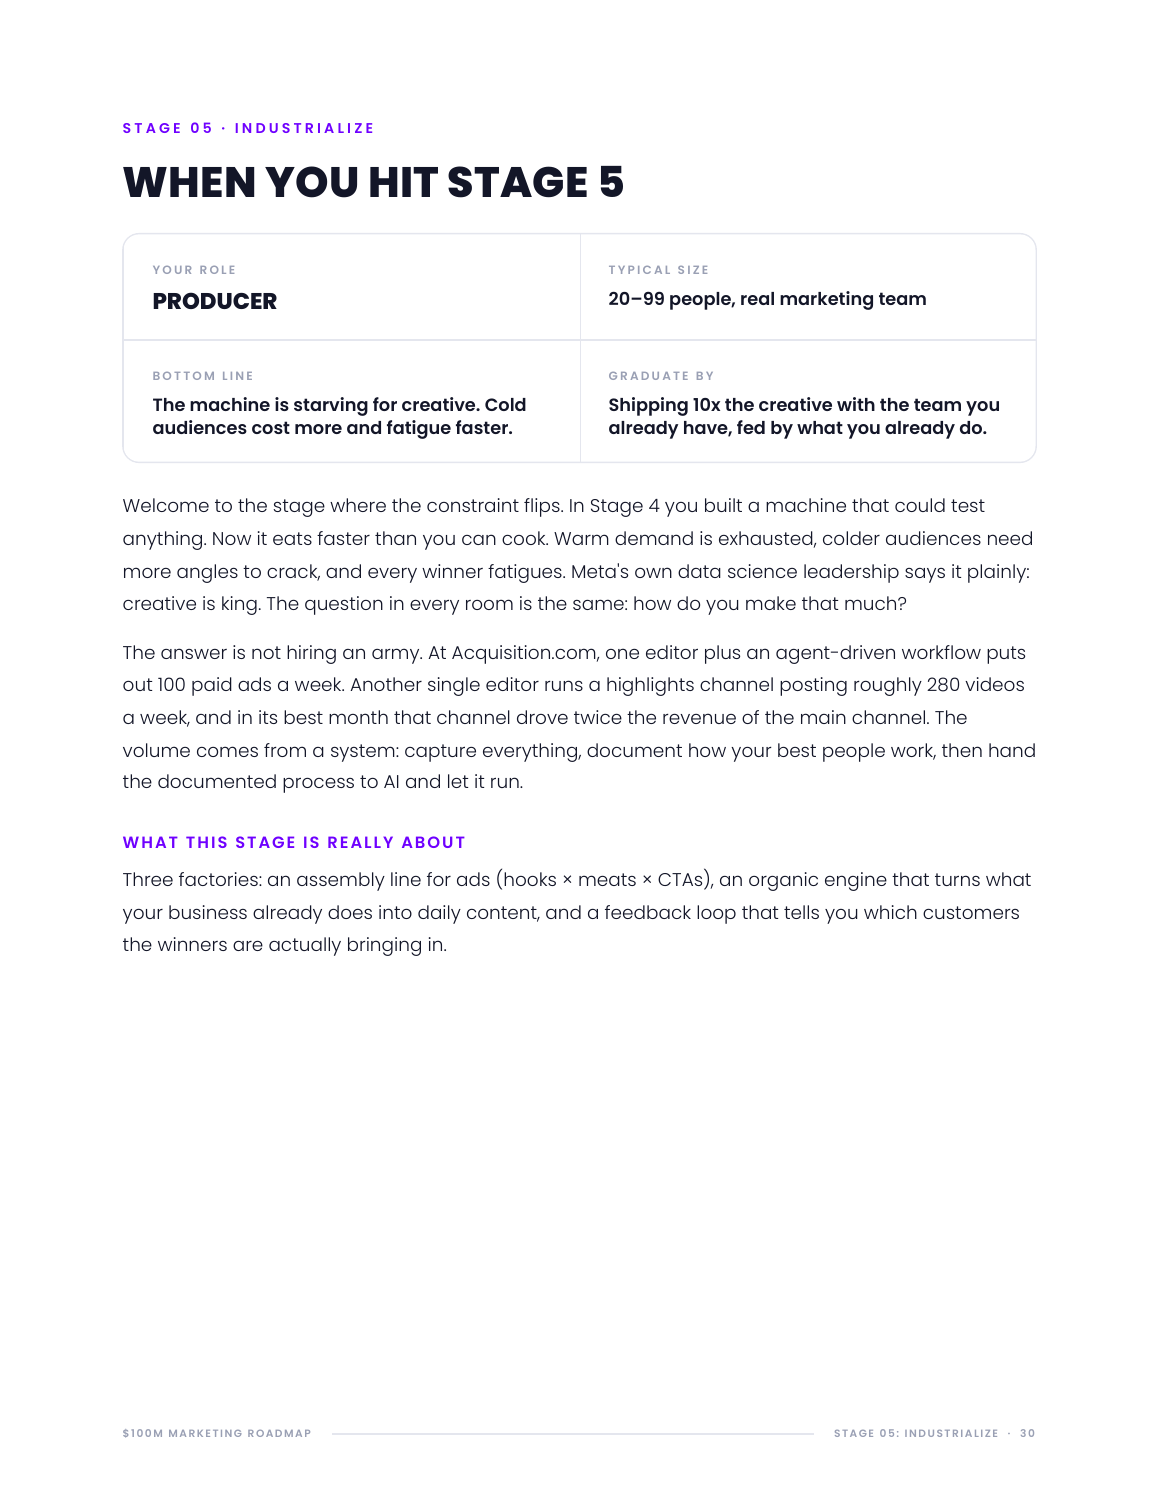 STAGE 05 · INDUSTRIALIZE
WHEN YOU HIT STAGE 5
YOUR ROLE
PRODUCER
TYPICAL SIZE
20–99 people, real marketing team
BOTTOM LINE
The machine is starving for creative. Cold
audiences cost more and fatigue faster.
GRADUATE BY
Shipping 10x the creative with the team you
already have, fed by what you already do.
Welcome to the stage where the constraint flips. In Stage 4 you built a machine that could test
anything. Now it eats faster than you can cook. Warm demand is exhausted, colder audiences need
more angles to crack, and every winner fatigues. Meta's own data science leadership says it plainly:
creative is king. The question in every room is the same: how do you make that much?
The answer is not hiring an army. At Acquisition.com, one editor plus an agent-driven workflow puts
out 100 paid ads a week. Another single editor runs a highlights channel posting roughly 280 videos
a week, and in its best month that channel drove twice the revenue of the main channel. The
volume comes from a system: capture everything, document how your best people work, then hand
the documented process to AI and let it run.
WHAT THIS STAGE IS REALLY ABOUT
Three factories: an assembly line for ads (hooks × meats × CTAs), an organic engine that turns what
your business already does into daily content, and a feedback loop that tells you which customers
the winners are actually bringing in.
$100M MARKETING ROADMAP
STAGE 05: INDUSTRIALIZE · 30